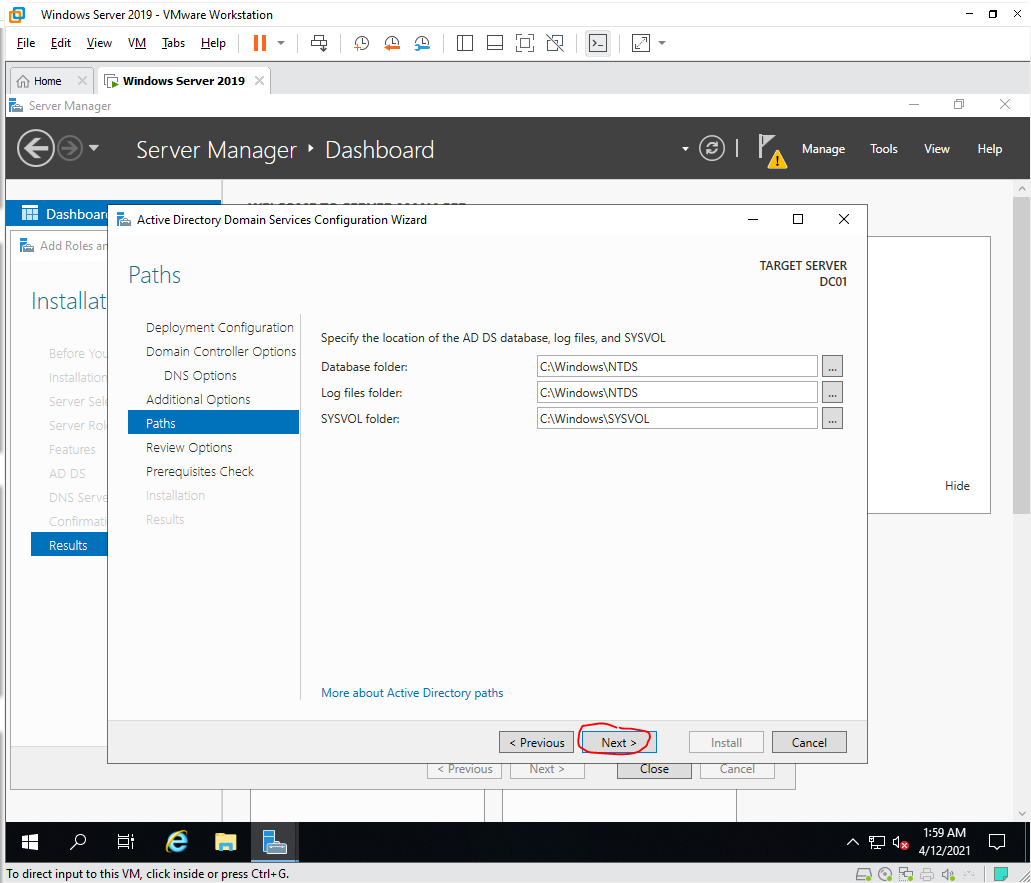 Windows Server 2019 - VMware Workstation
File Edit View VM Tabs Help
Home Windows Server 2019
Server Manager
Server Manager Dashboard
Manage Tools View Help
Dashboar
Active Directory Domain Services Configuration Wizard
Add Roles an
Paths
TARGET SERVER
DC01
Installat
Before You
Installation
Server Sele
Server Role
Features
AD DS
DNS Serve
Confirmati
Results
Deployment Configuration
Domain Controller Options
DNS Options
Additional Options
Paths
Review Options
Prerequisites Check
Installation
Results
Specify the location of the AD DS database, log files, and SYSVOL
Database folder: C:\Windows\NTDS ...
Log files folder: C:\Windows\NTDS ...
SYSVOL folder: C:\Windows\SYSVOL ...
Hide
More about Active Directory paths
< Previous Next > Install Cancel
< Previous Next > Close Cancel
1:59 AM
4/12/2021
To direct input to this VM, click inside or press Ctrl+G.